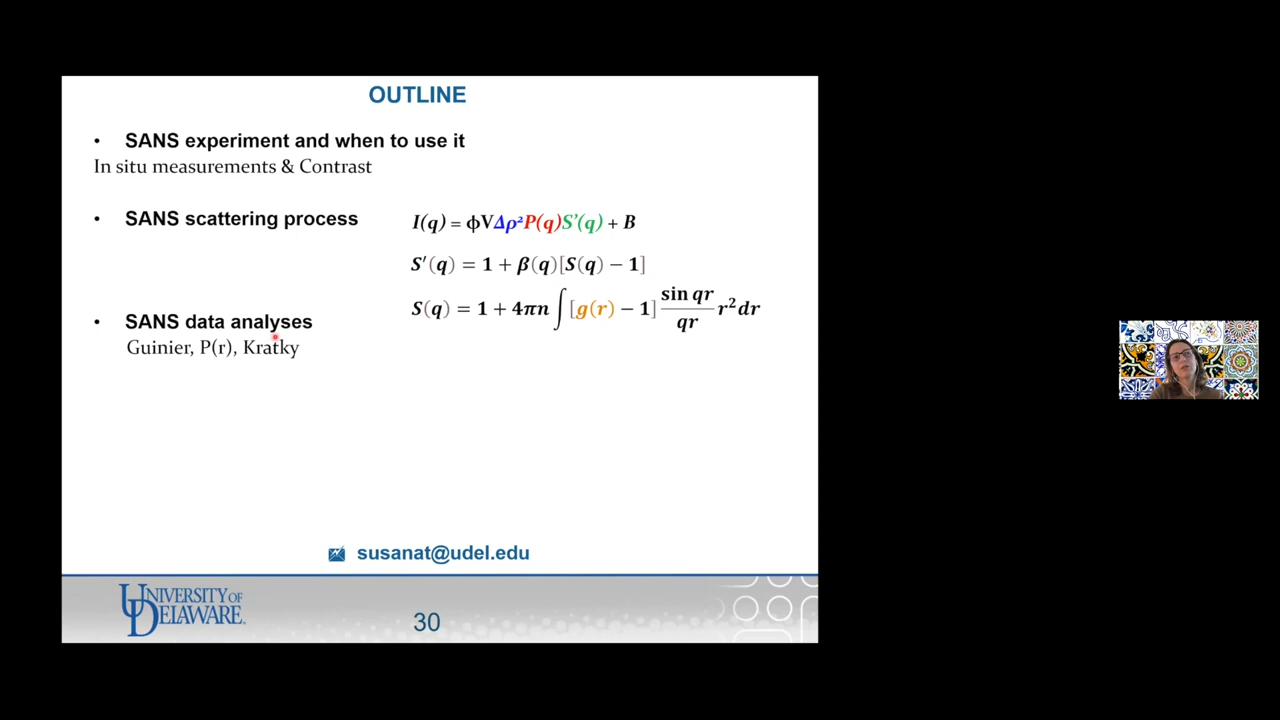 OUTLINE
• SANS experiment and when to use it
In situ measurements & Contrast
• SANS scattering process
I(q) = ϕVΔρ²P(q)S'(q) + B
S′(q) = 1 + β(q)[S(q) − 1]
S(q) = 1 + 4πn ∫ [g(r) − 1] sin qr / qr r²dr
• SANS data analyses
Guinier, P(r), Kratky
susanat@udel.edu
UNIVERSITY OF
DELAWARE
30